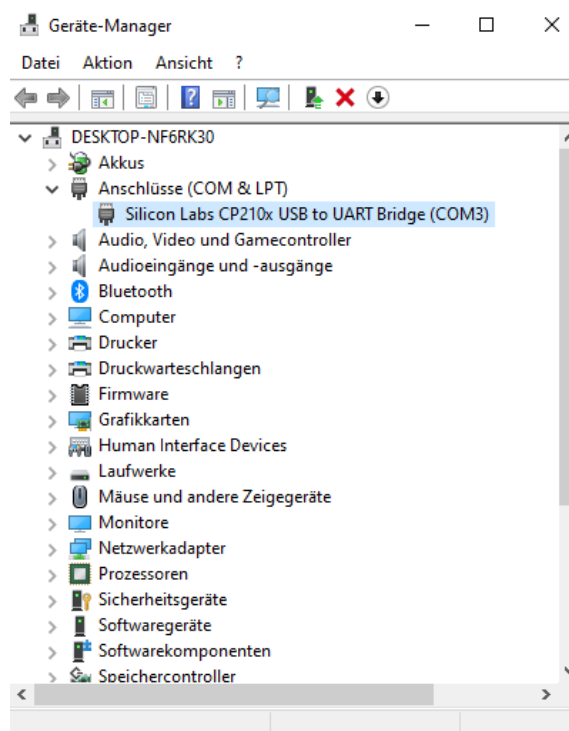 Geräte-Manager
Datei Aktion Ansicht ?
DESKTOP-NF6RK30
Akkus
Anschlüsse (COM & LPT)
Silicon Labs CP210x USB to UART Bridge (COM3)
Audio, Video und Gamecontroller
Audioeingänge und -ausgänge
Bluetooth
Computer
Drucker
Druckwarteschlangen
Firmware
Grafikkarten
Human Interface Devices
Laufwerke
Mäuse und andere Zeigegeräte
Monitore
Netzwerkadapter
Prozessoren
Sicherheitsgeräte
Softwaregeräte
Softwarekomponenten
Speichercontroller